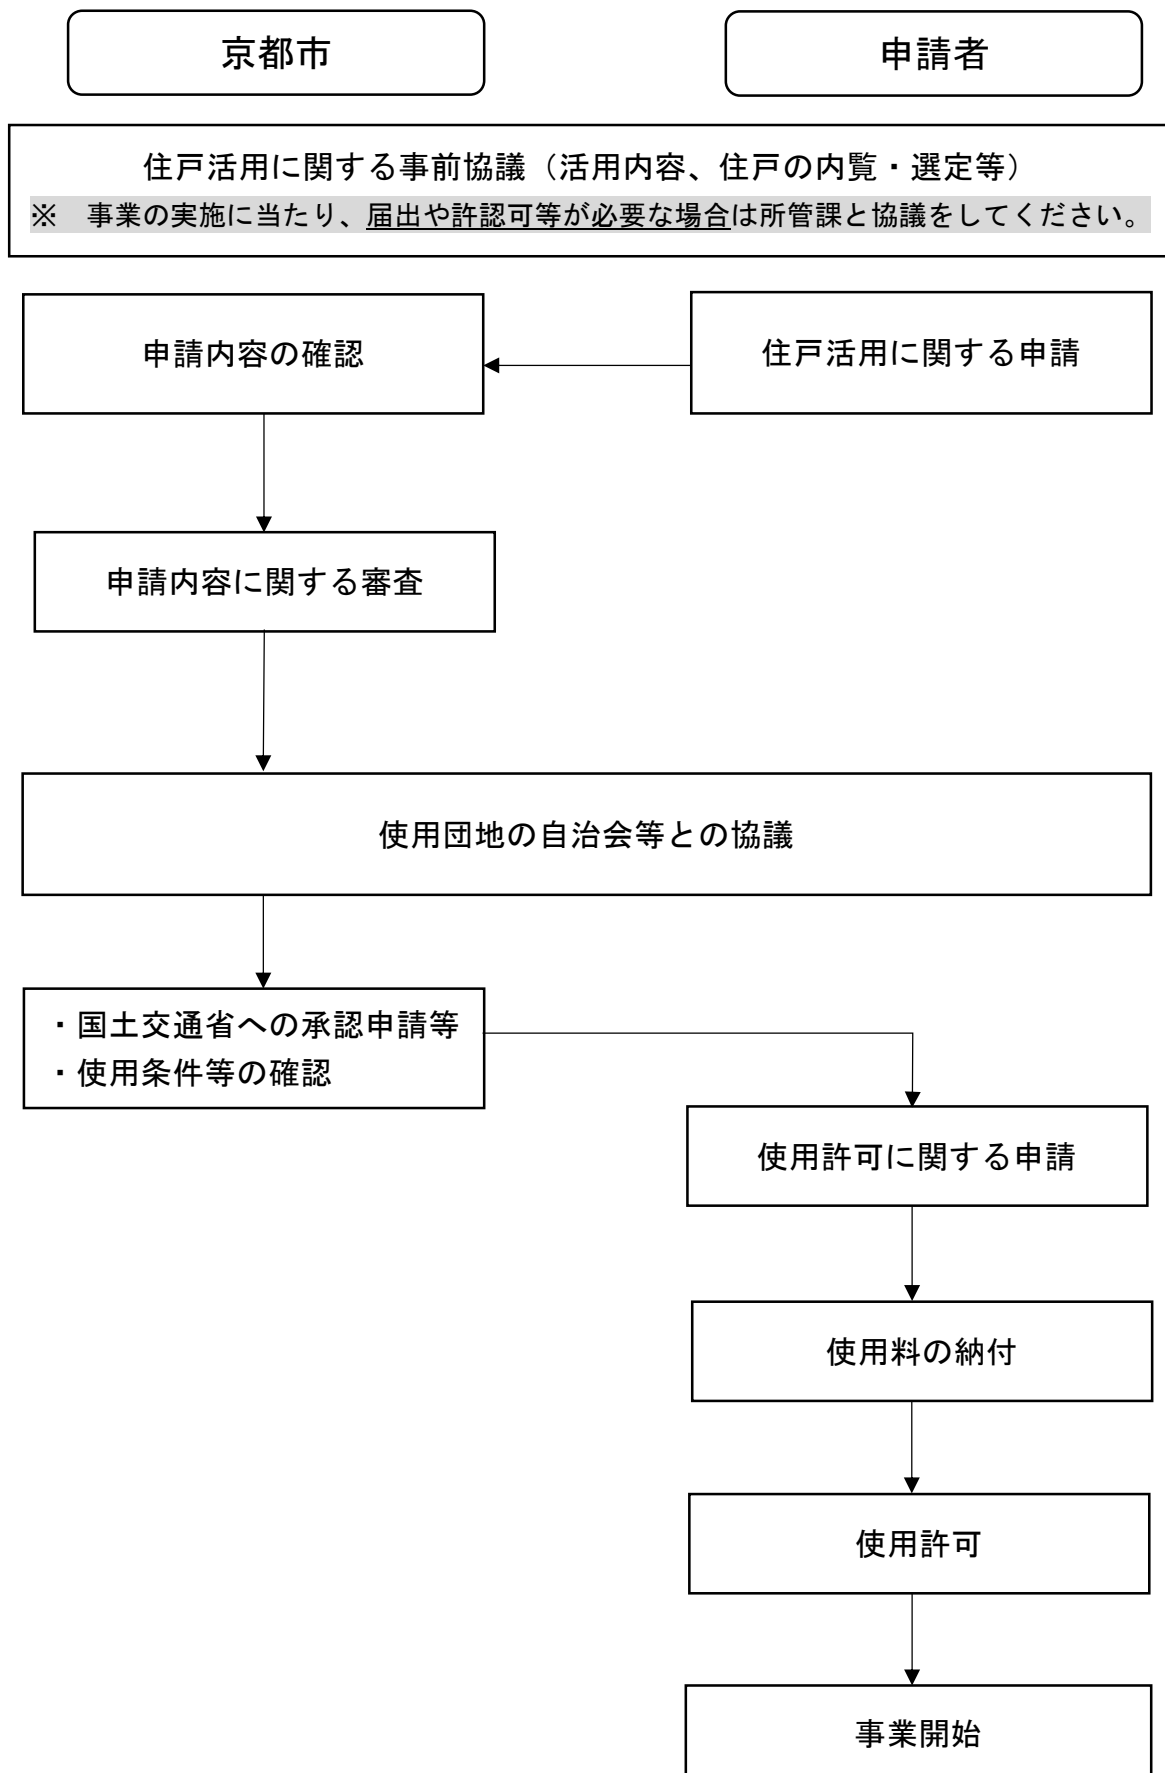 京都市
申請者
住戸活用に関する事前協議（活用内容、住戸の内覧・選定等）
※　事業の実施に当たり、届出や許認可等が必要な場合は所管課と協議をしてください。
申請内容の確認
住戸活用に関する申請
申請内容に関する審査
使用団地の自治会等との協議
・国土交通省への承認申請等
・使用条件等の確認
使用許可に関する申請
使用料の納付
使用許可
事業開始